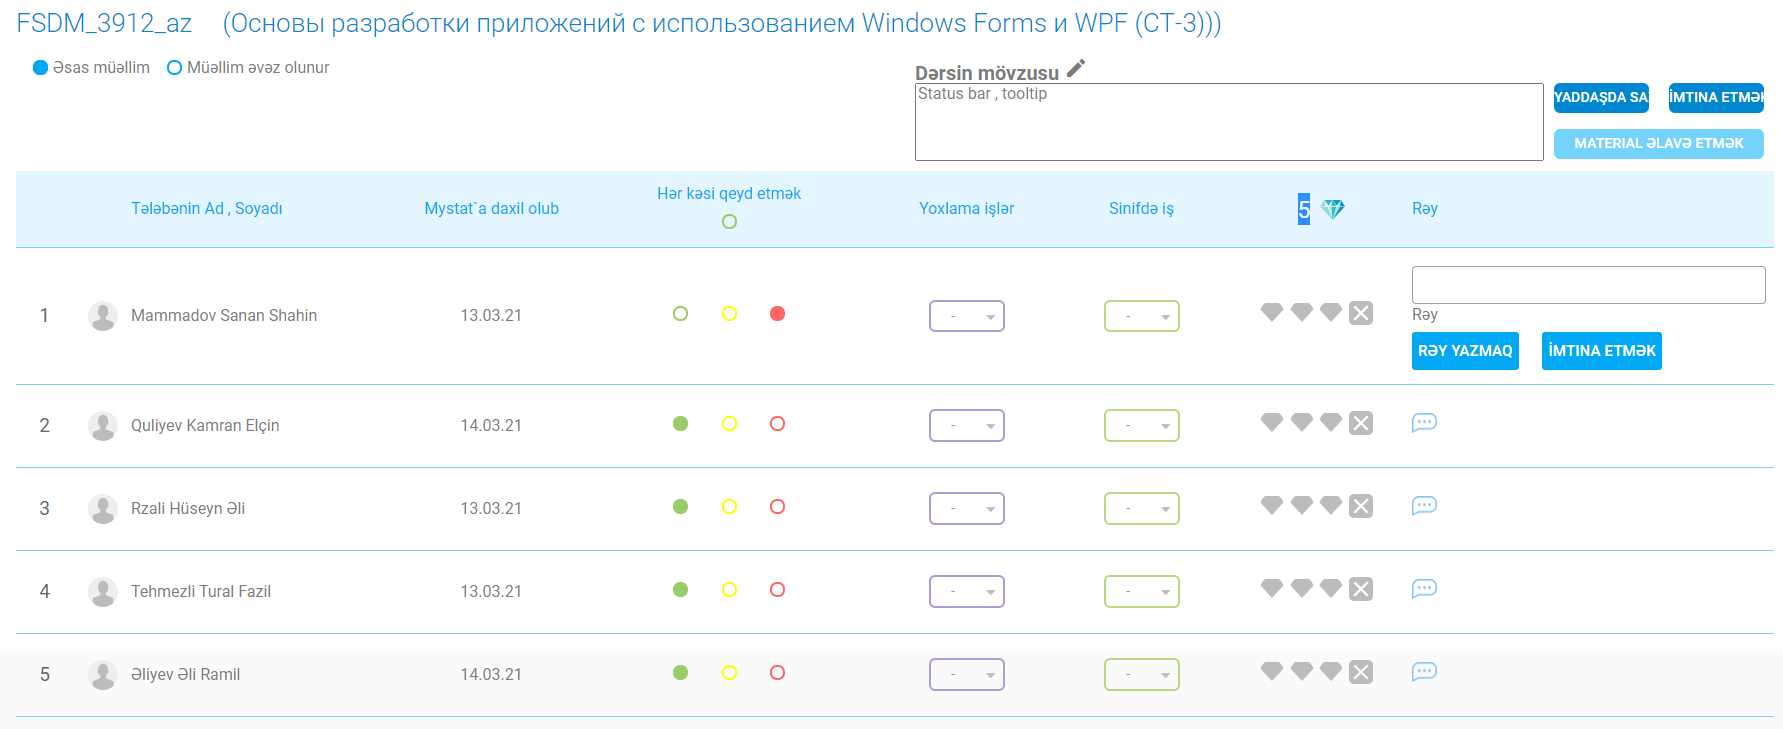 FSDM_3912_az (Основы разработки приложений с использованием Windows Forms и WPF (CT-3)))
Əsas müəllim Müəllim əvəz olunur
Dərsin mövzusu
Status bar , tooltip
YADDAŞDA SA İMTINA ETMƏK
MATERIAL ƏLAVƏ ETMƏK
Tələbənin Ad , Soyadı Mystat`a daxil olub Hər kəsi qeyd etmək Yoxlama işlər Sinifdə iş 5 Rəy
1 Mammadov Sanan Shahin 13.03.21 - -
Rəy
RƏY YAZMAQ İMTINA ETMƏK
2 Quliyev Kamran Elçin 14.03.21 - -
3 Rzali Hüseyn Əli 13.03.21 - -
4 Tehmezli Tural Fazil 13.03.21 - -
5 Əliyev Əli Ramil 14.03.21 - -